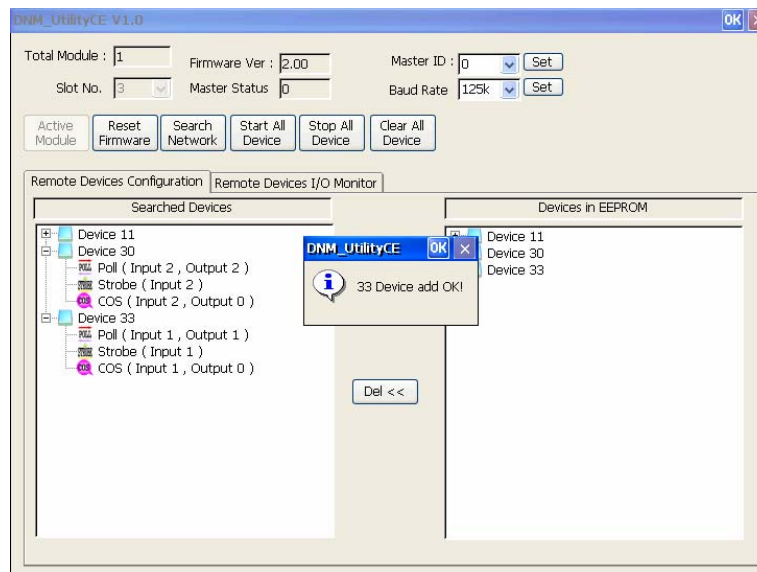 DNM_UtilityCE V1.0 OK
Total Module : 1 Firmware Ver : 2.00 Master ID : 0 Set
Slot No. 3 Master Status 0 Baud Rate 125k Set
Active Module Reset Firmware Search Network Start All Device Stop All Device Clear All Device
Remote Devices Configuration Remote Devices I/O Monitor
Searched Devices Devices in EEPROM
Device 11
Device 30
Poll ( Input 2 , Output 2 )
Strobe ( Input 2 )
COS ( Input 2 , Output 0 )
Device 33
Poll ( Input 1 , Output 1 )
Strobe ( Input 1 )
COS ( Input 1 , Output 0 )
DNM_UtilityCE OK
33 Device add OK!
Del <<
Device 11
Device 30
Device 33